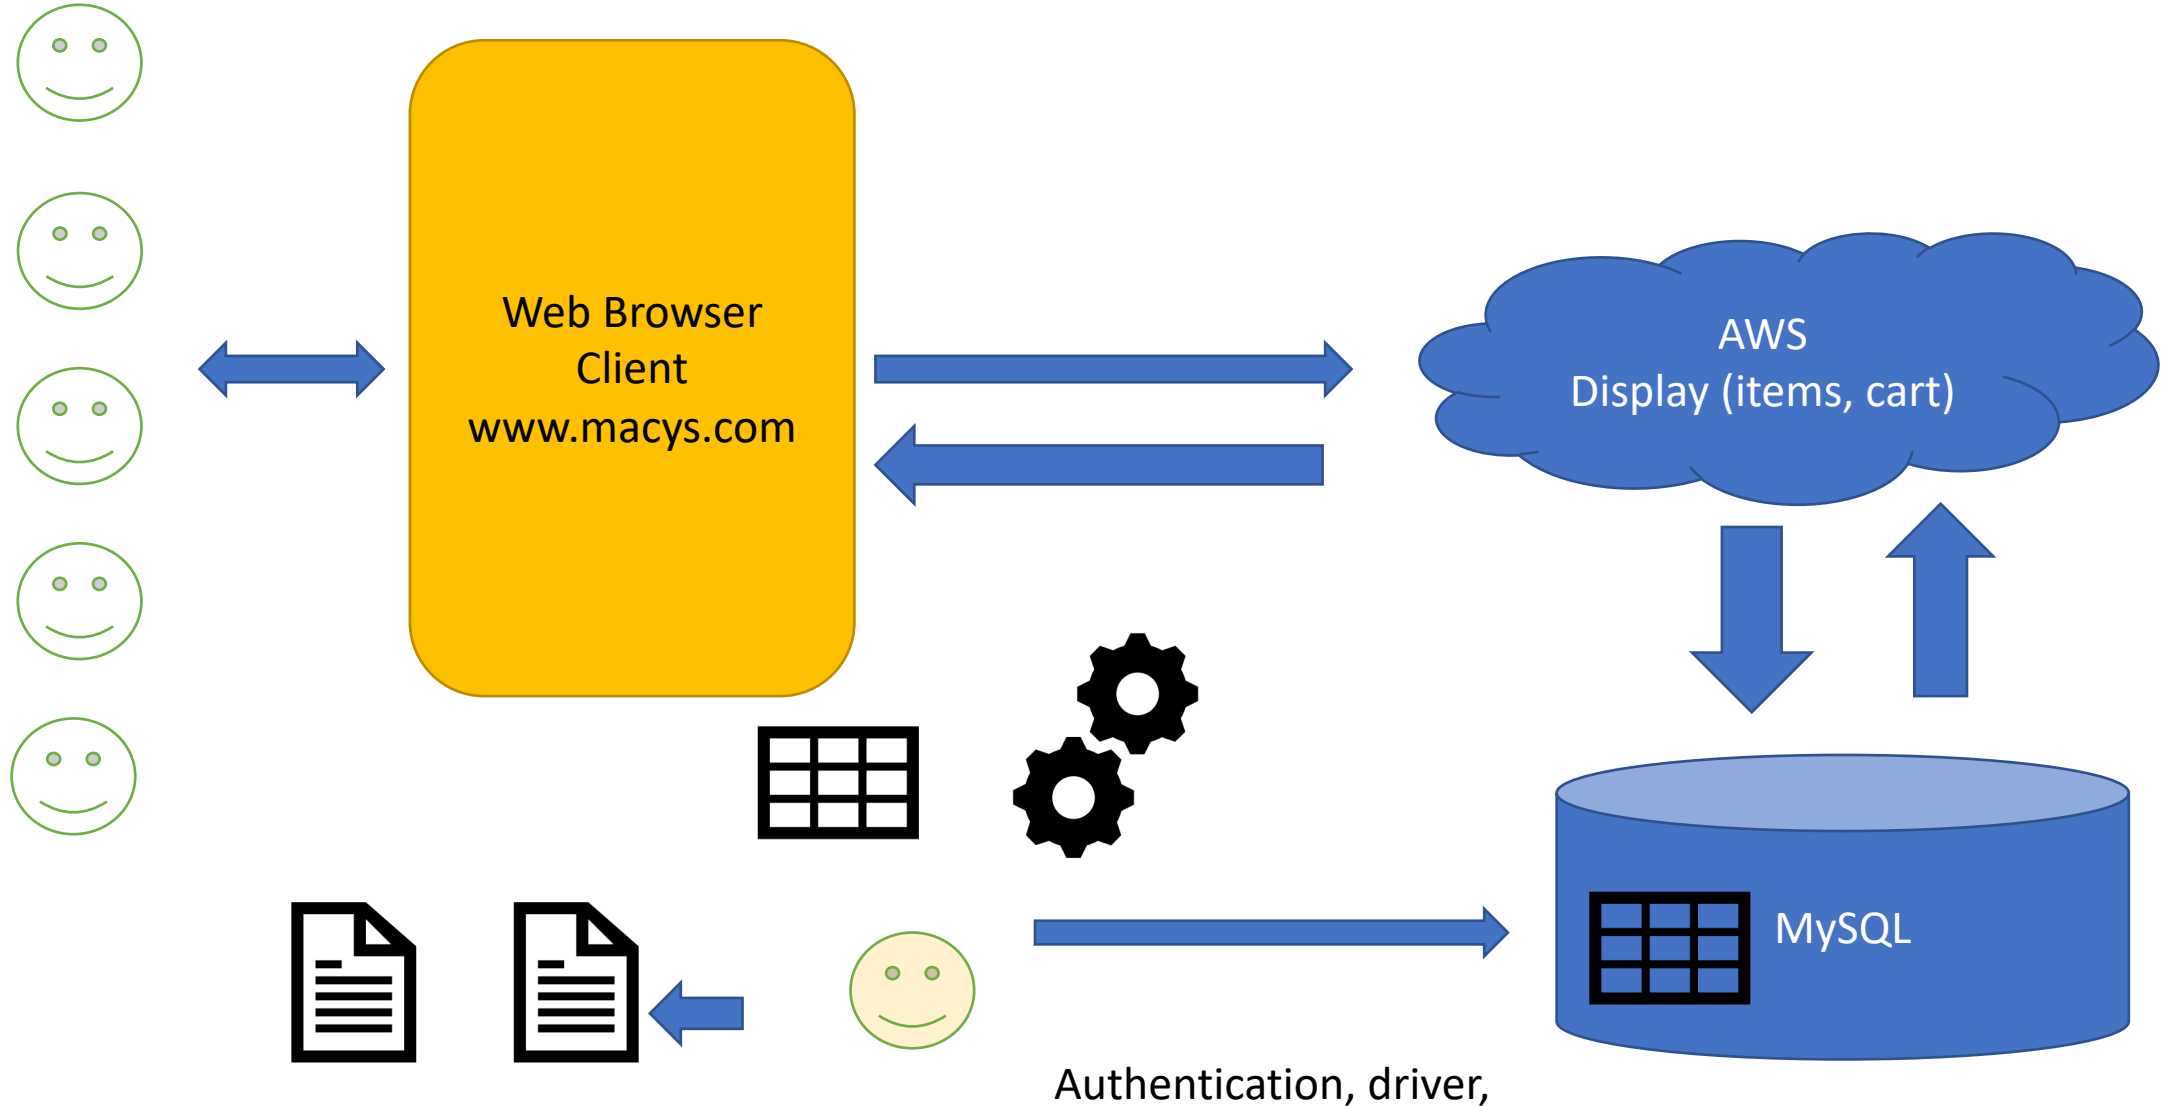 Web Browser
Client
www.macys.com
AWS
Display (items, cart)
MySQL
Authentication, driver,